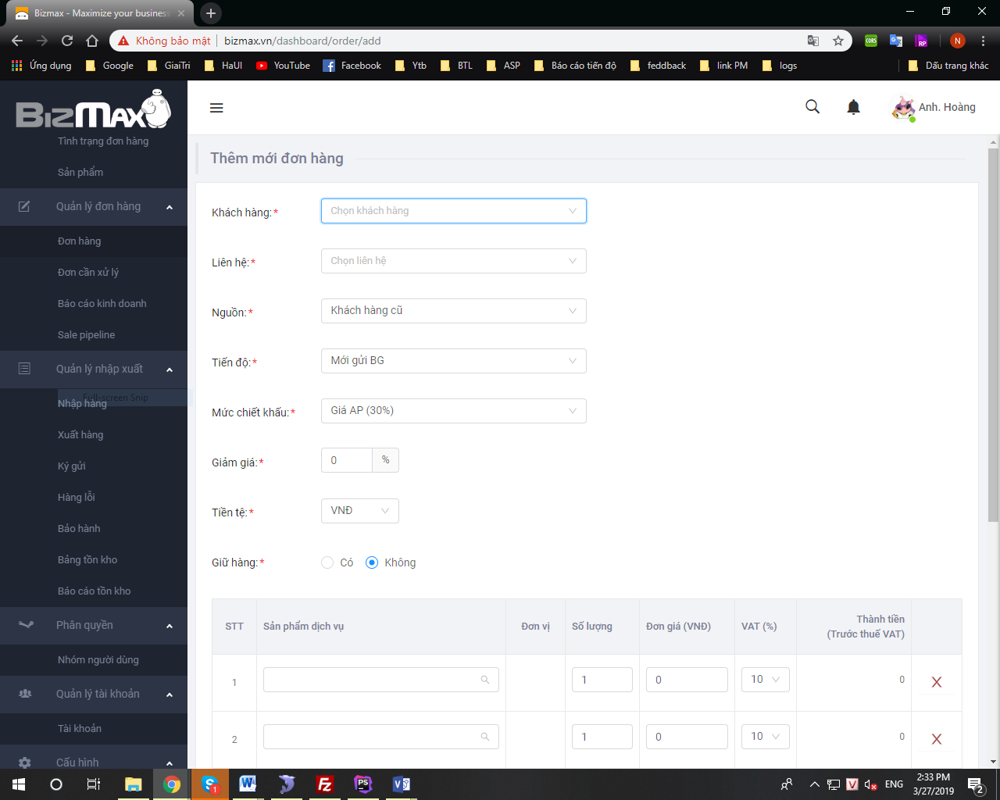 Bizmax - Maximize your business
Không bảo mật
bizmax.vn/dashboard/order/add
Ứng dụng
Google
GiaiTri
HaUI
YouTube
Facebook
Ytb
BTL
ASP
Báo cáo tiến độ
feddback
link PM
logs
Dấu trang khác
BizMax
Anh. Hoàng
Tình trạng đơn hàng
Sản phẩm
Quản lý đơn hàng
Đơn hàng
Đơn cần xử lý
Báo cáo kinh doanh
Sale pipeline
Quản lý nhập xuất
Full-screen Snip
Nhập hàng
Xuất hàng
Ký gửi
Hàng lỗi
Bảo hành
Bảng tồn kho
Báo cáo tồn kho
Phân quyền
Nhóm người dùng
Quản lý tài khoản
Tài khoản
Cấu hình
Thêm mới đơn hàng
Khách hàng:* Chọn khách hàng
Liên hệ:* Chọn liên hệ
Nguồn:* Khách hàng cũ
Tiến độ:* Mới gửi BG
Mức chiết khấu:* Giá AP (30%)
Giảm giá:* 0 %
Tiền tệ:* VNĐ
Giữ hàng:* Có Không
STT Sản phẩm dịch vụ Đơn vị Số lượng Đơn giá (VNĐ) VAT (%) Thành tiền
(Trước thuế VAT)
1 1 0 10 0 X
2 1 0 10 0 X
CORS
RP
N
1
PS
ENG
2:33 PM
3/27/2019
2